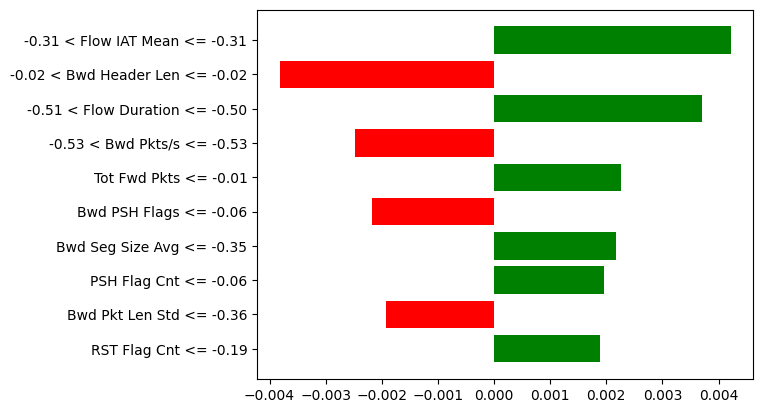 -0.31 < Flow IAT Mean <= -0.31
-0.02 < Bwd Header Len <= -0.02
-0.51 < Flow Duration <= -0.50
-0.53 < Bwd Pkts/s <= -0.53
Tot Fwd Pkts <= -0.01
Bwd PSH Flags <= -0.06
Bwd Seg Size Avg <= -0.35
PSH Flag Cnt <= -0.06
Bwd Pkt Len Std <= -0.36
RST Flag Cnt <= -0.19
−0.004 −0.003 −0.002 −0.001 0.000 0.001 0.002 0.003 0.004